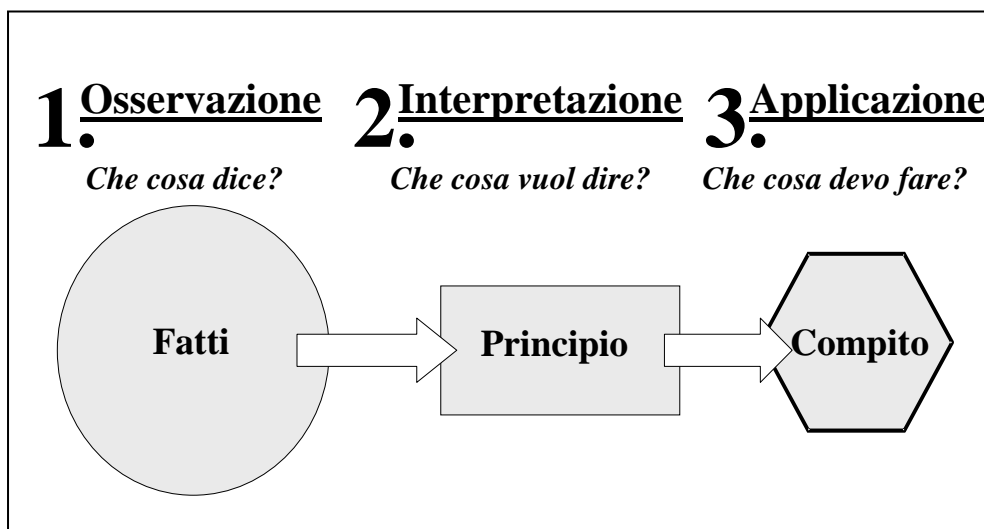 1. Osservazione
2. Interpretazione
3. Applicazione
Che cosa dice?
Che cosa vuol dire?
Che cosa devo fare?
Fatti
Principio
Compito